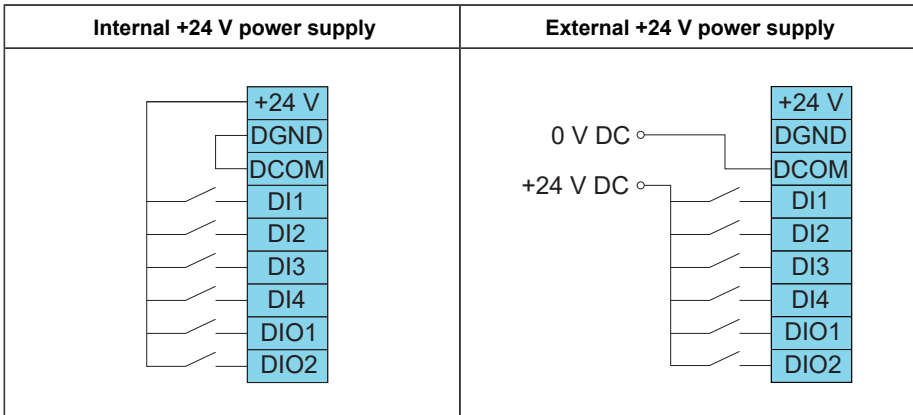 Internal +24 V power supply
External +24 V power supply
+24 V
DGND
DCOM
DI1
DI2
DI3
DI4
DIO1
DIO2
0 V DC
+24 V DC
+24 V
DGND
DCOM
DI1
DI2
DI3
DI4
DIO1
DIO2